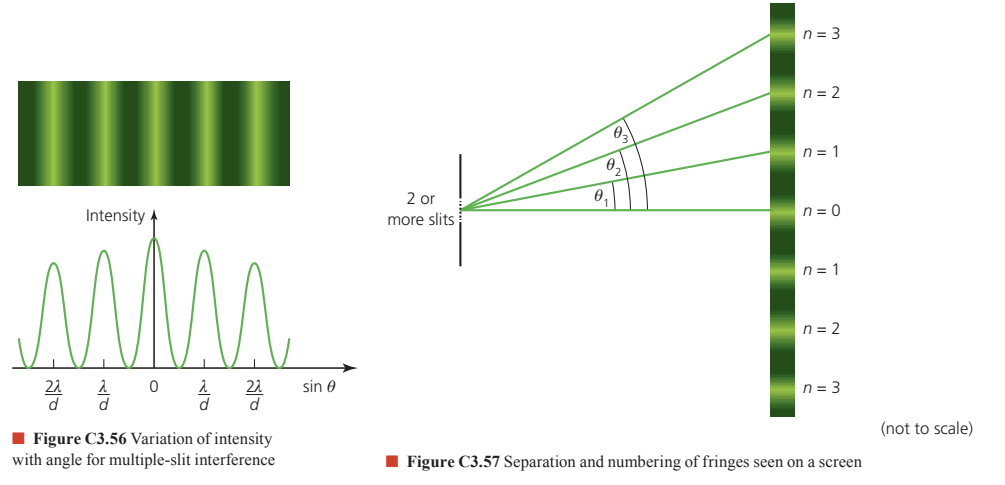 Intensity
2λ/d λ/d 0 λ/d 2λ/d sin θ
■ Figure C3.56 Variation of intensity
with angle for multiple-slit interference
2 or
more slits
θ₃
θ₂
θ₁
n = 3
n = 2
n = 1
n = 0
n = 1
n = 2
n = 3
(not to scale)
■ Figure C3.57 Separation and numbering of fringes seen on a screen